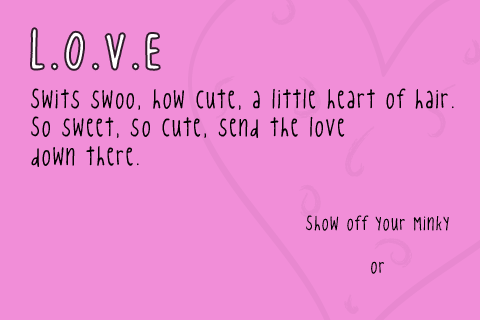 L.O.V.E
Swits swoo, how cute, a little heart of hair.
So sweet, so cute, send the love
down there.
Show off your Minky
or